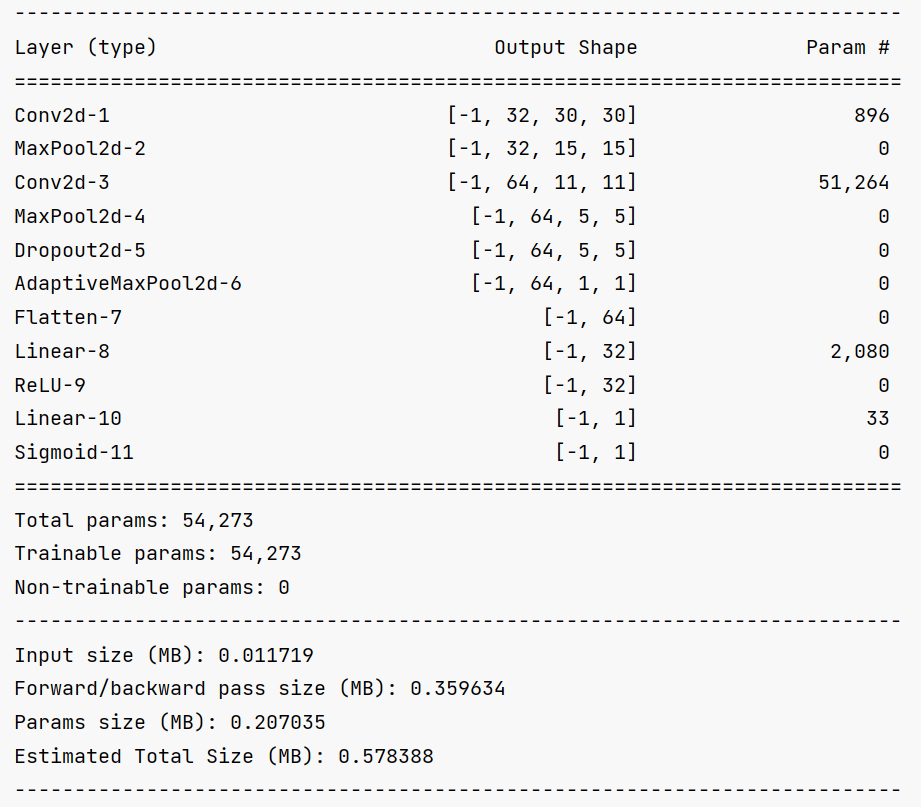 --------------------------------------------------------------------------
Layer (type)                            Output Shape              Param #
==========================================================================
Conv2d-1                            [-1, 32, 30, 30]                  896
MaxPool2d-2                         [-1, 32, 15, 15]                    0
Conv2d-3                            [-1, 64, 11, 11]               51,264
MaxPool2d-4                           [-1, 64, 5, 5]                    0
Dropout2d-5                           [-1, 64, 5, 5]                    0
AdaptiveMaxPool2d-6                   [-1, 64, 1, 1]                    0
Flatten-7                                   [-1, 64]                    0
Linear-8                                    [-1, 32]                2,080
ReLU-9                                      [-1, 32]                    0
Linear-10                                    [-1, 1]                   33
Sigmoid-11                                   [-1, 1]                    0
==========================================================================
Total params: 54,273
Trainable params: 54,273
Non-trainable params: 0
--------------------------------------------------------------------------
Input size (MB): 0.011719
Forward/backward pass size (MB): 0.359634
Params size (MB): 0.207035
Estimated Total Size (MB): 0.578388
--------------------------------------------------------------------------